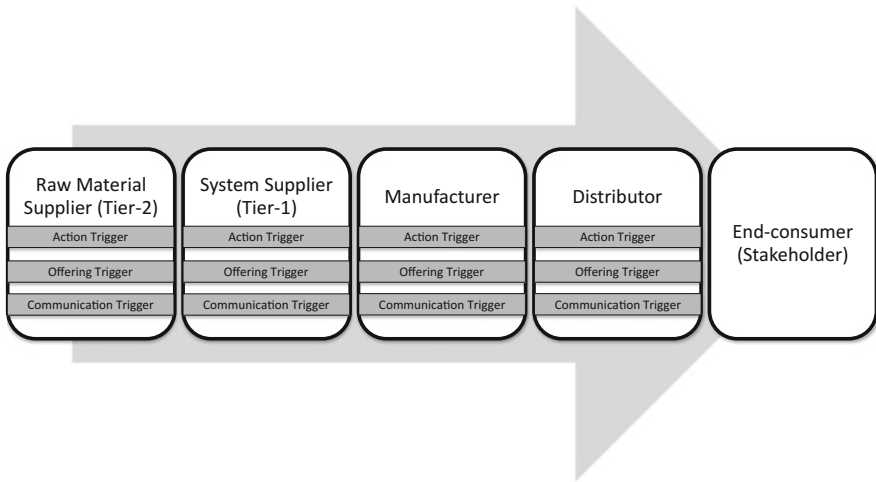 Raw Material
Supplier (Tier-2)
Action Trigger
Offering Trigger
Communication Trigger
System Supplier
(Tier-1)
Action Trigger
Offering Trigger
Communication Trigger
Manufacturer
Action Trigger
Offering Trigger
Communication Trigger
Distributor
Action Trigger
Offering Trigger
Communication Trigger
End-consumer
(Stakeholder)